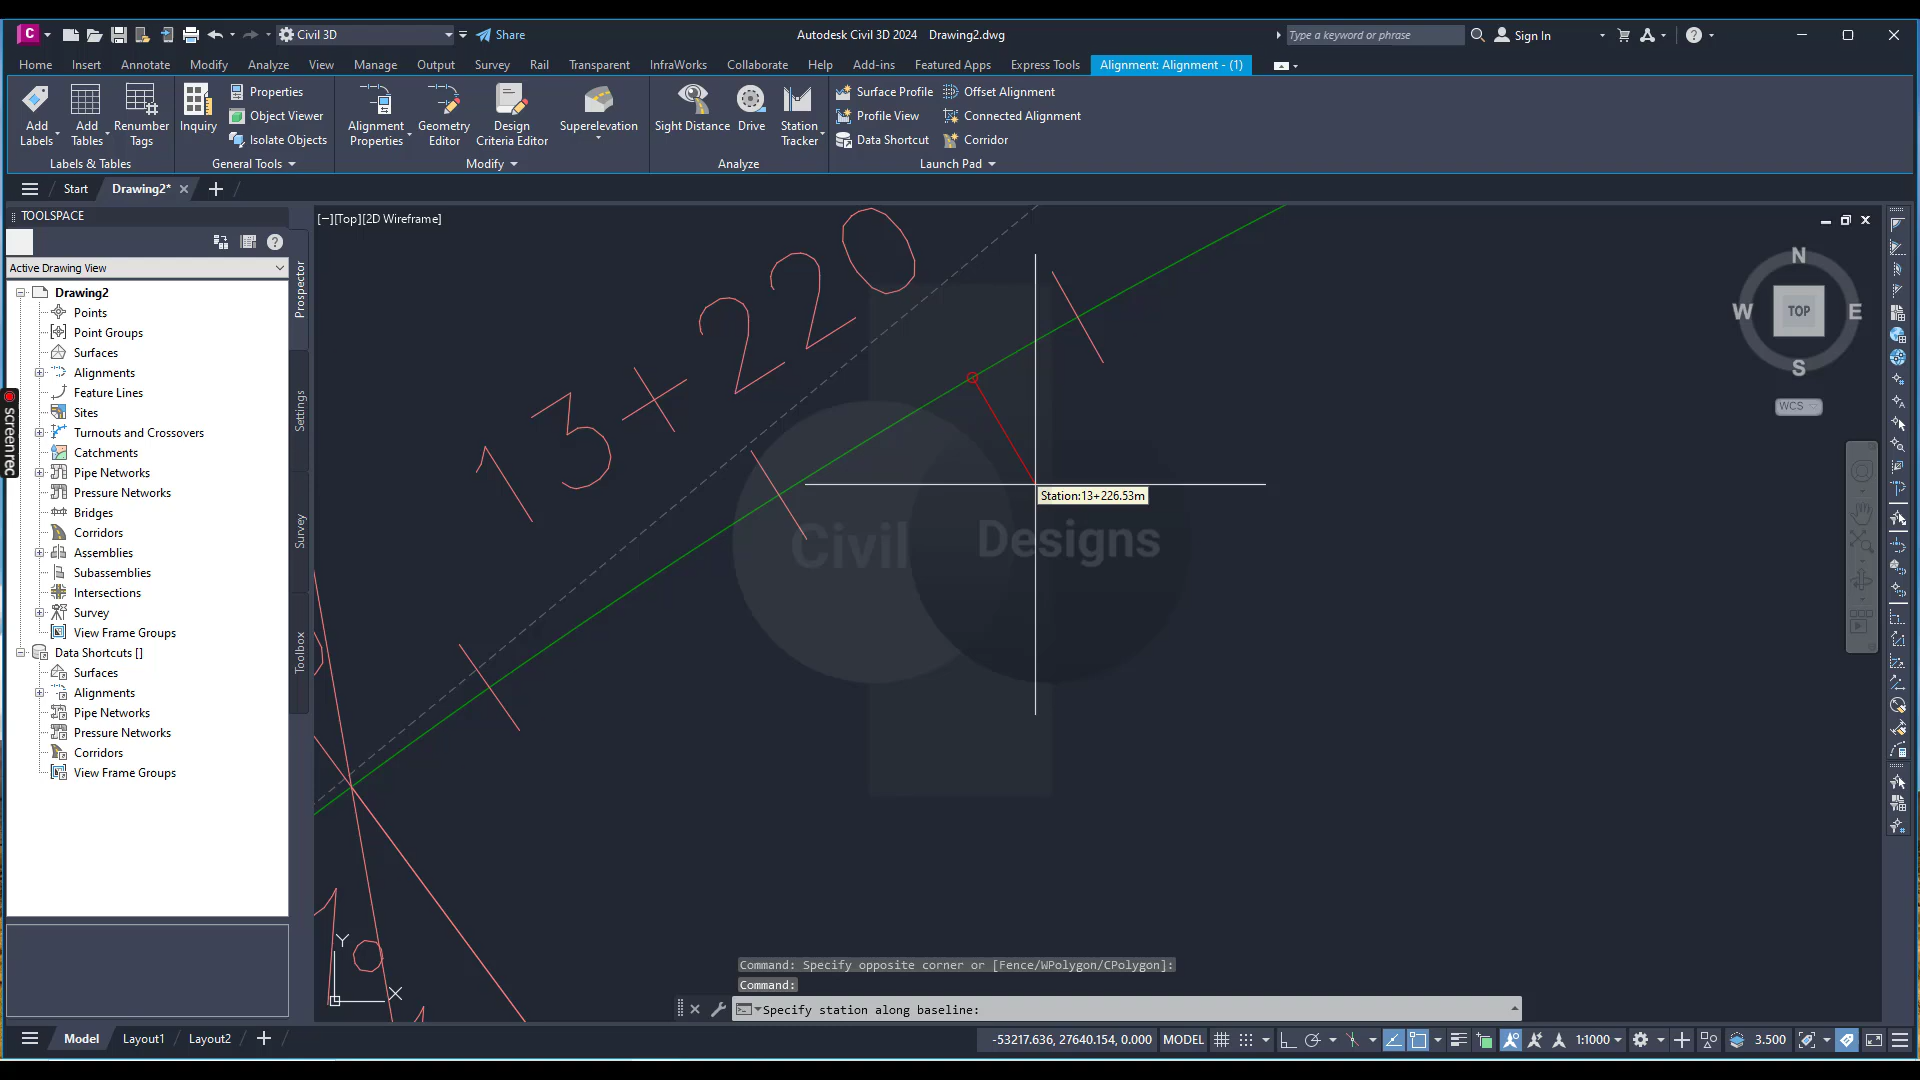 Civil 3D
Share
Autodesk Civil 3D 2024 Drawing2.dwg
Type a keyword or phrase
Sign In
Home Insert Annotate Modify Analyze View Manage Output Survey Rail Transparent InfraWorks Collaborate Help Add-ins Featured Apps Express Tools Alignment: Alignment - (1)
Add Labels
Add Tables
Renumber Tags
Labels & Tables
Inquiry
Properties
Object Viewer
Isolate Objects
General Tools
Alignment Properties
Geometry Editor
Design Criteria Editor
Superelevation
Modify
Sight Distance
Drive
Station Tracker
Analyze
Surface Profile
Profile View
Data Shortcut
Offset Alignment
Connected Alignment
Corridor
Launch Pad
Start Drawing2*
TOOLSPACE
Active Drawing View
Drawing2
Points
Point Groups
Surfaces
Alignments
Feature Lines
Sites
Turnouts and Crossovers
Catchments
Pipe Networks
Pressure Networks
Bridges
Corridors
Assemblies
Subassemblies
Intersections
Survey
View Frame Groups
Data Shortcuts []
Surfaces
Alignments
Pipe Networks
Pressure Networks
Corridors
View Frame Groups
Prospector
Settings
Survey
Toolbox
screenrec
[−][Top][2D Wireframe]
13+220
Station:13+226.53m
Civil Designs
N
W TOP E
S
WCS
Y
X
Command: Specify opposite corner or [Fence/WPolygon/CPolygon]:
Command:
Specify station along baseline:
Model Layout1 Layout2
-53217.636, 27640.154, 0.000 MODEL
1:1000
3.500